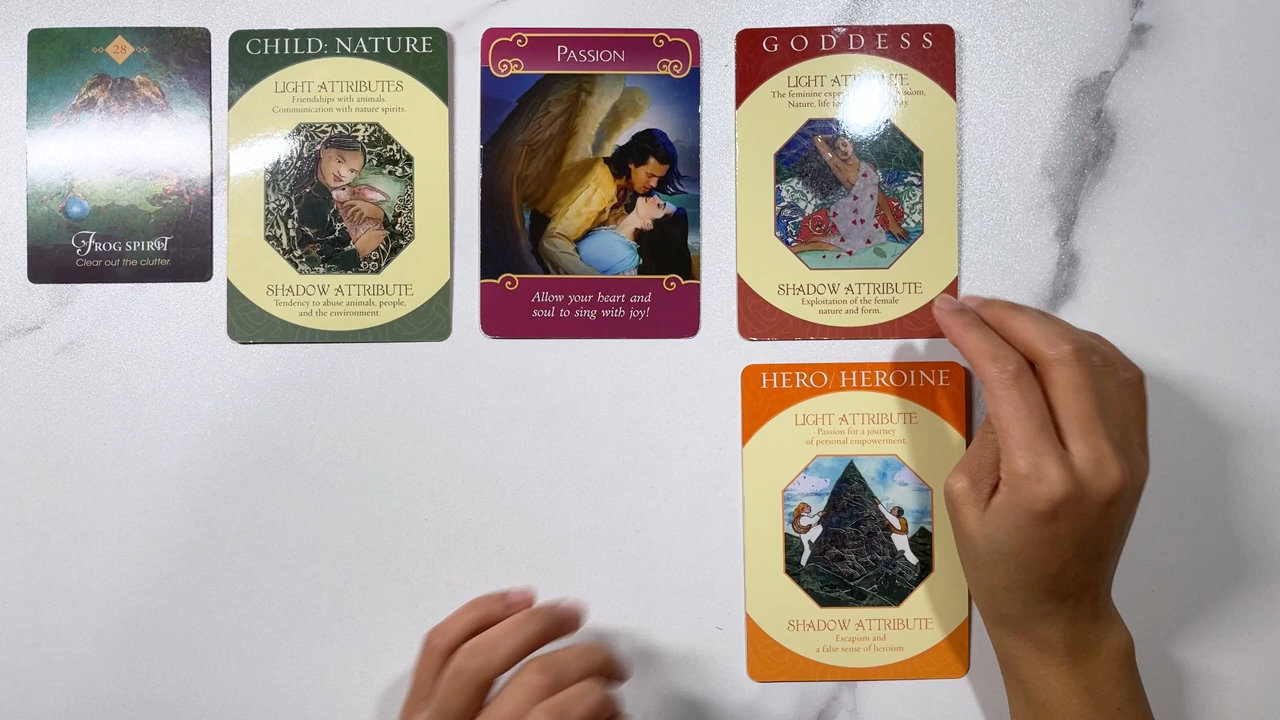 28
FROG SPIRIT
Clear out the clutter.
CHILD: NATURE
LIGHT ATTRIBUTES
Friendships with animals.
Communication with nature spirits.
SHADOW ATTRIBUTE
Tendency to abuse animals, people,
and the environment.
PASSION
Allow your heart and
soul to sing with joy!
GODDESS
LIGHT ATTRIBUTE
The feminine
Nature, life
SHADOW ATTRIBUTE
Exploitation of the female
nature and form.
HERO/HEROINE
LIGHT ATTRIBUTE
Passion for a journey
of personal empowerment.
SHADOW ATTRIBUTE
Escapism and
a false sense of heroism.